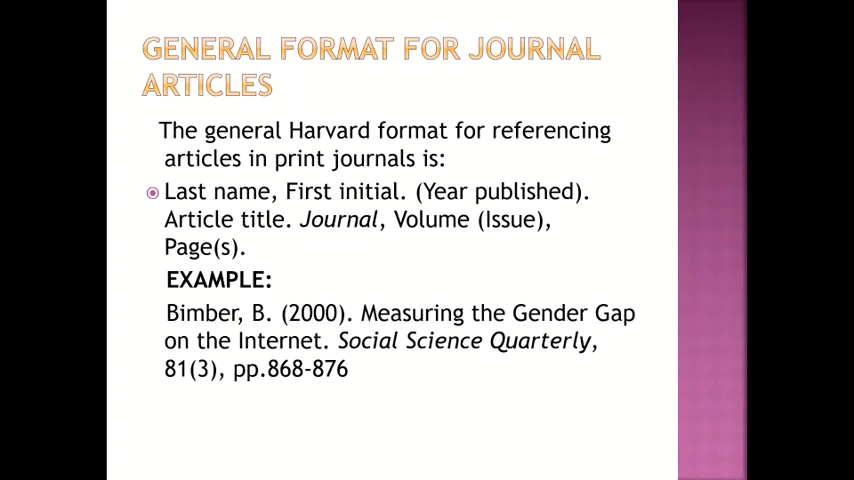 GENERAL FORMAT FOR JOURNAL
ARTICLES
The general Harvard format for referencing
articles in print journals is:
Last name, First initial. (Year published).
Article title. Journal, Volume (Issue),
Page(s).
EXAMPLE:
Bimber, B. (2000). Measuring the Gender Gap
on the Internet. Social Science Quarterly,
81(3), pp.868-876